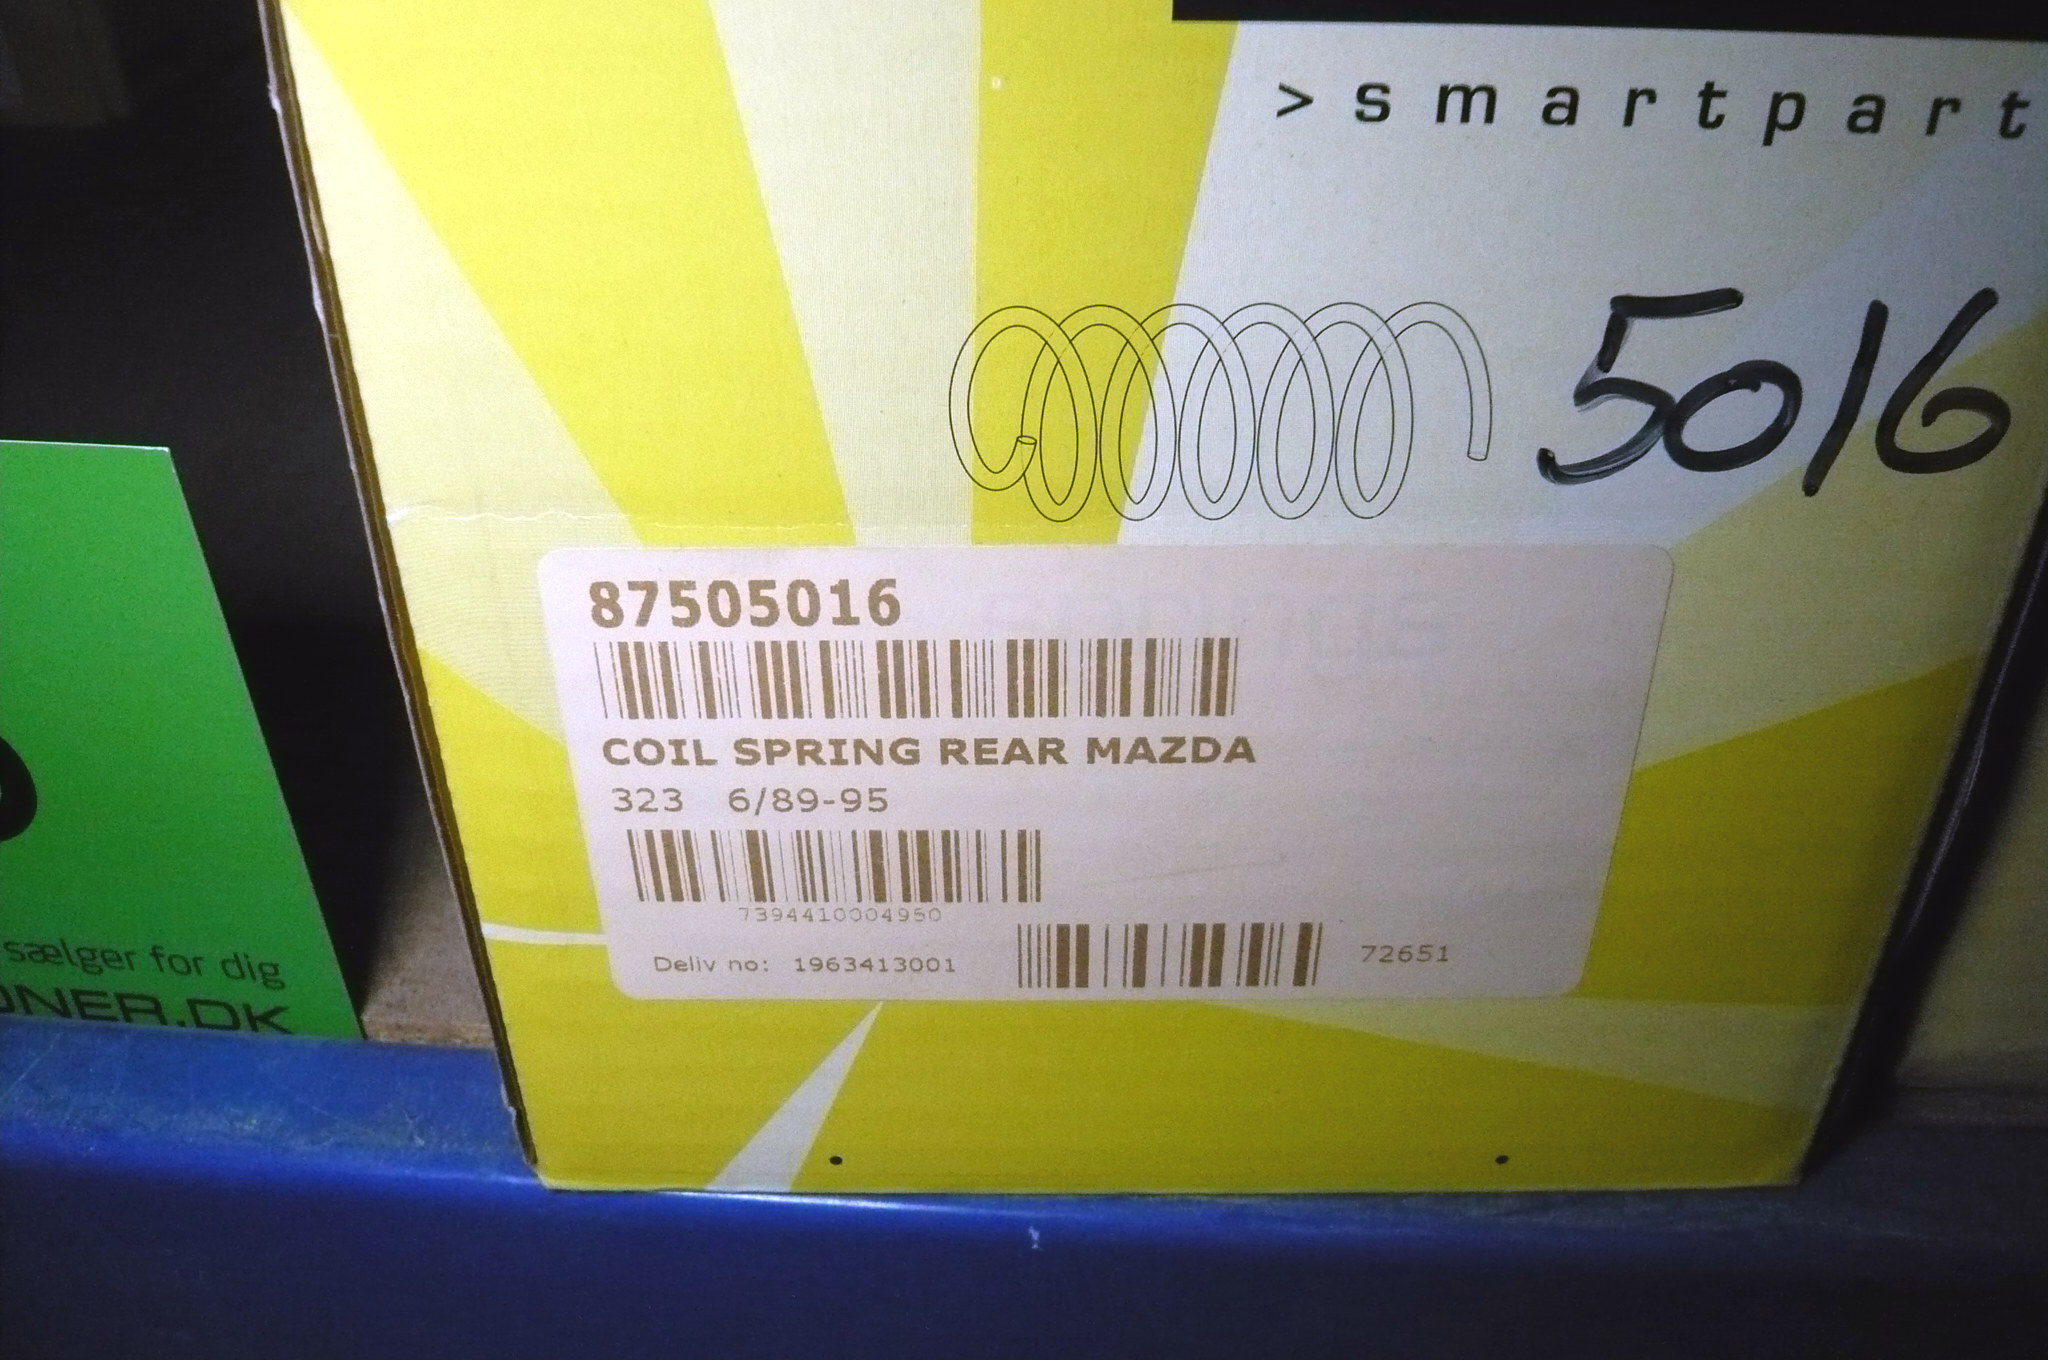 > smartpart
5016
87505016
COIL SPRING REAR MAZDA
323 6/89-95
7394410004950
Deliv no: 1963413001
72651
sælger for dig
ONER.DK